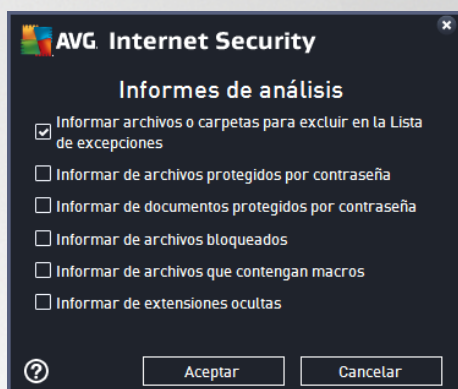 AVG. Internet Security
Informes de análisis
Informar archivos o carpetas para excluir en la Lista
de excepciones
Informar de archivos protegidos por contraseña
Informar de documentos protegidos por contraseña
Informar de archivos bloqueados
Informar de archivos que contengan macros
Informar de extensiones ocultas
? Aceptar Cancelar